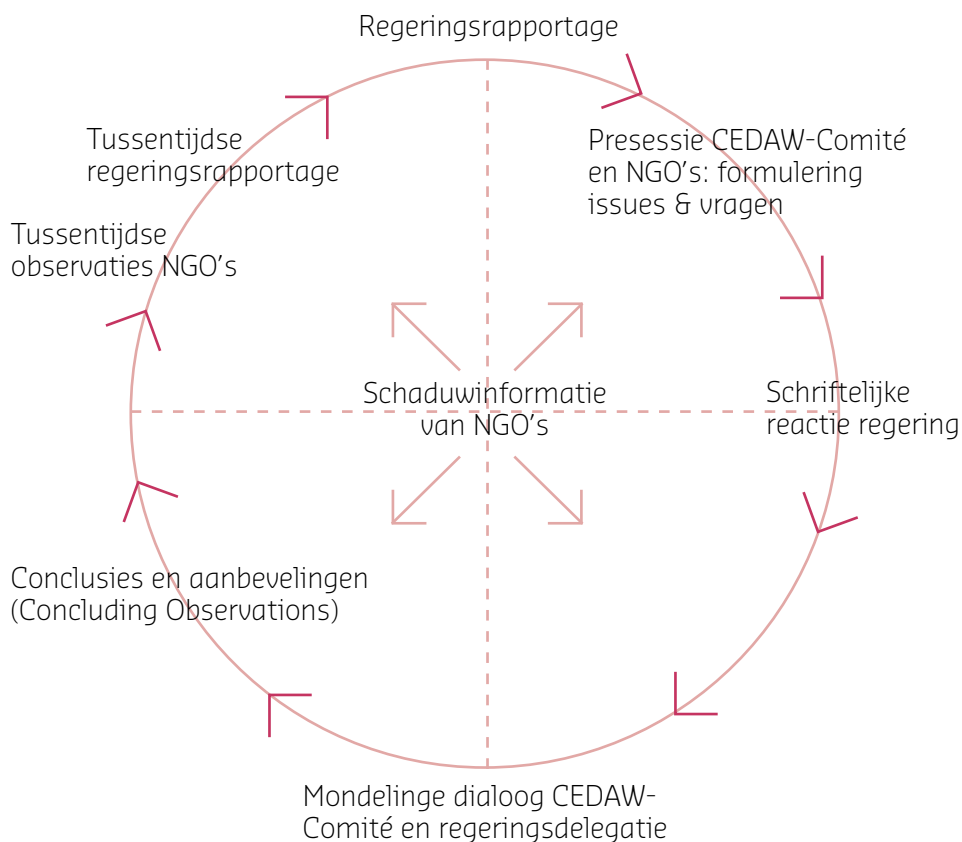 Regeringsrapportage
Presessie CEDAW-Comité
en NGO's: formulering
issues & vragen
Schriftelijke
reactie regering
Mondelinge dialoog CEDAW-
Comité en regeringsdelegatie
Conclusies en aanbevelingen
(Concluding Observations)
Tussentijdse
observaties NGO's
Tussentijdse
regeringsrapportage
Schaduwinformatie
van NGO's